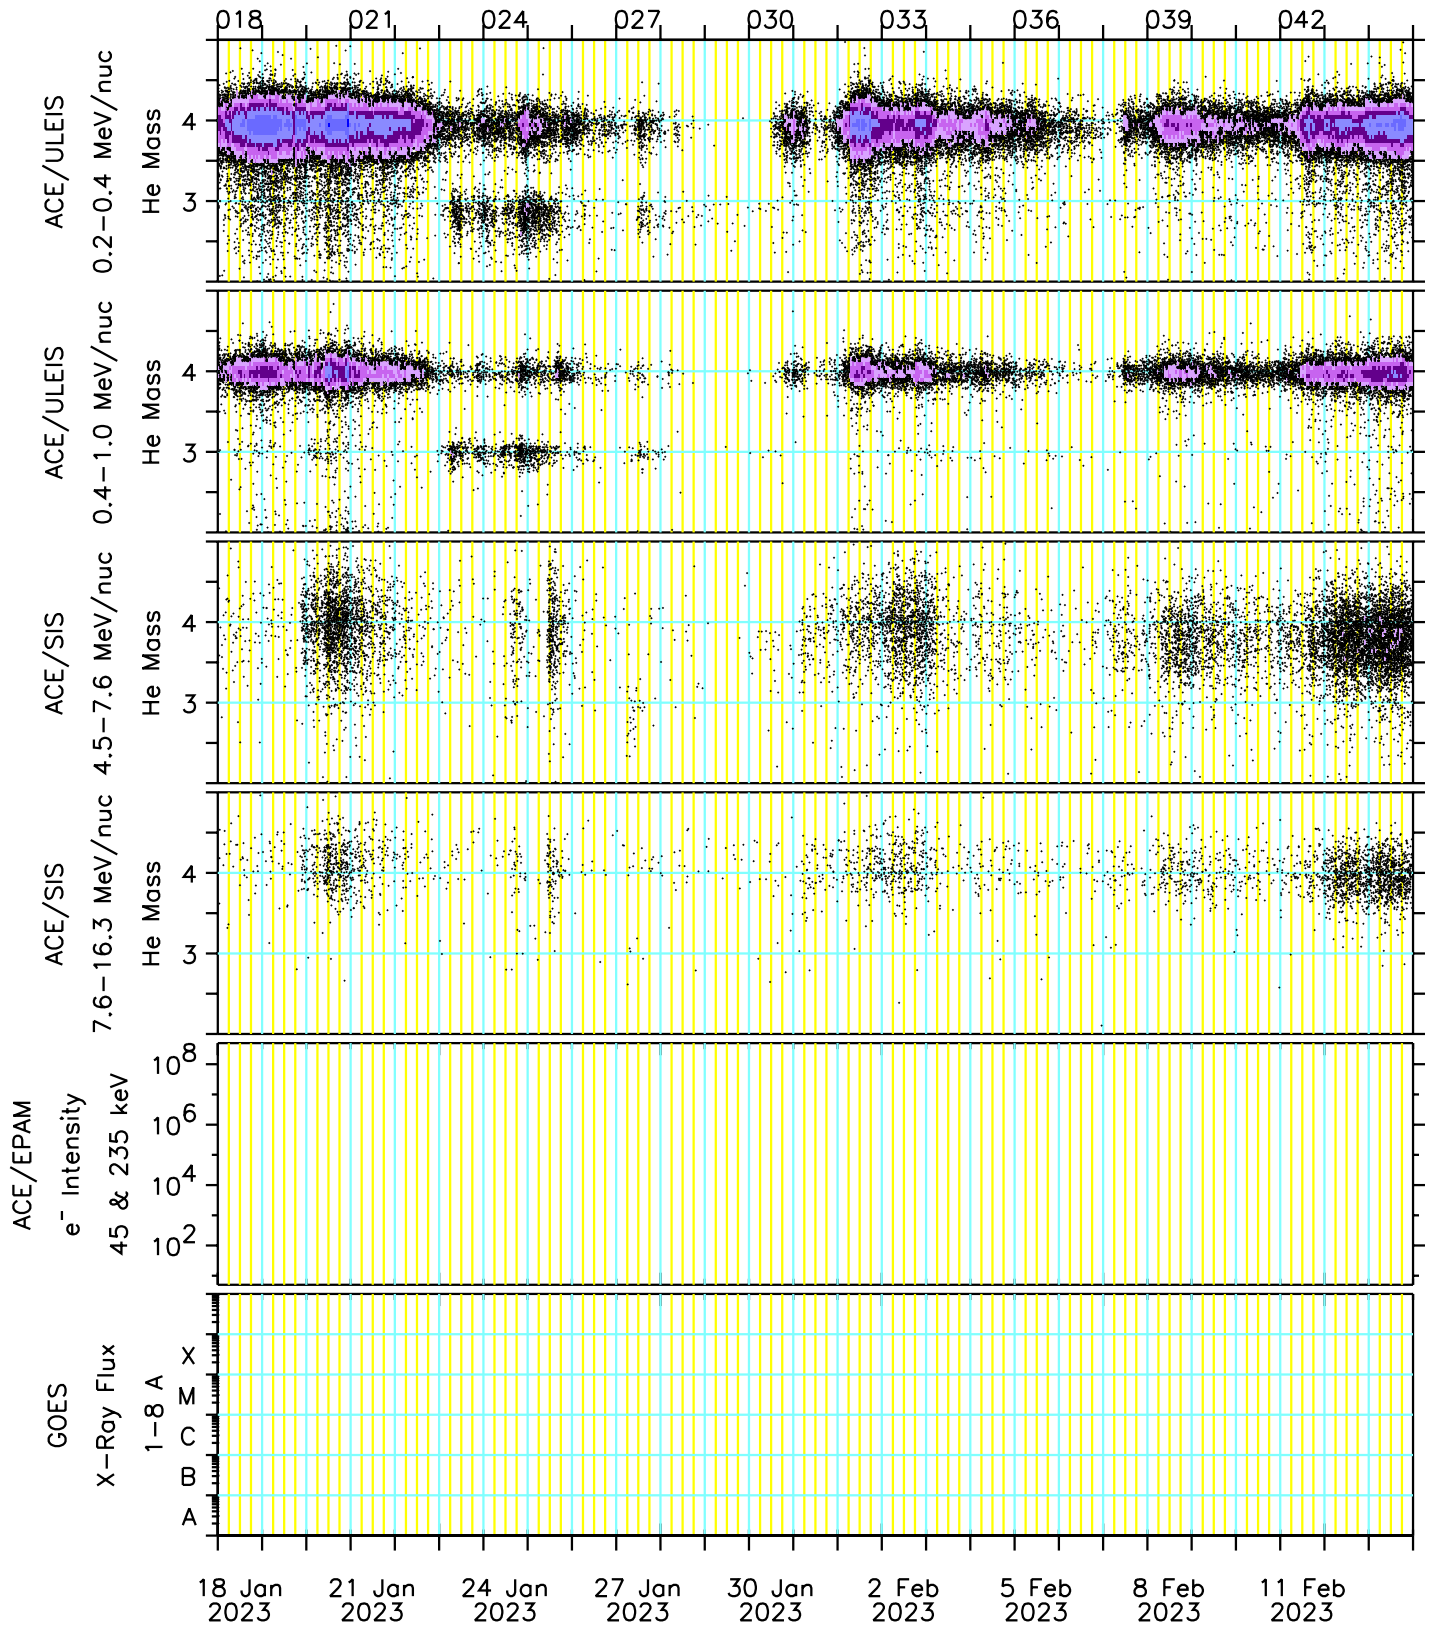 018 021 024 027 030 033 036 039 042
ACE/ULEIS
0.2-0.4 MeV/nuc
He Mass
4
3
ACE/ULEIS
0.4-1.0 MeV/nuc
He Mass
4
3
ACE/SIS
4.5-7.6 MeV/nuc
He Mass
4
3
ACE/SIS
7.6-16.3 MeV/nuc
He Mass
4
3
ACE/EPAM
e⁻ Intensity
45 & 235 keV
10⁸
10⁶
10⁴
10²
GOES
X-Ray Flux
1-8 A
X
M
C
B
A
18 Jan 21 Jan 24 Jan 27 Jan 30 Jan 2 Feb 5 Feb 8 Feb 11 Feb
2023 2023 2023 2023 2023 2023 2023 2023 2023